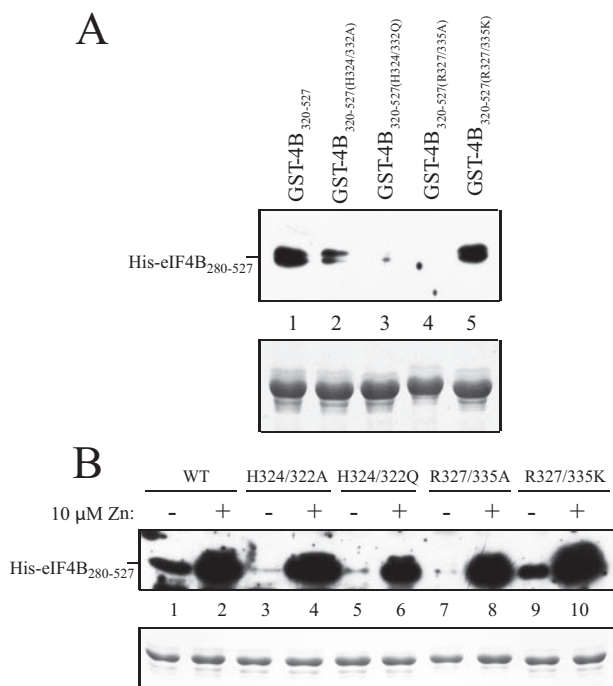 A
GST-4B320-527
GST-4B320-527(H324/332A)
GST-4B320-527(H324/332Q)
GST-4B320-527(R327/335A)
GST-4B320-527(R327/335K)
His-eIF4B280-527
1 2 3 4 5
B
WT H324/322A H324/322Q R327/335A R327/335K
10 µM Zn: - + - + - + - + - +
His-eIF4B280-527
1 2 3 4 5 6 7 8 9 10